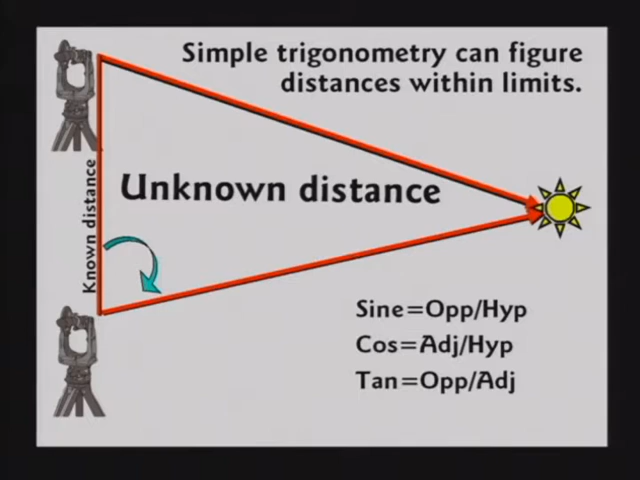 Simple trigonometry can figure
distances within limits.
Known distance
Unknown distance
Sine=Opp/Hyp
Cos=Adj/Hyp
Tan=Opp/Adj